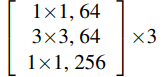 1×1, 64
3×3, 64 ×3
1×1, 256